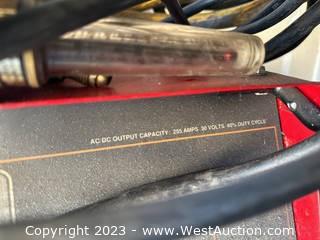 AC DC OUTPUT CAPACITY: 255 AMPS 30 VOLTS 40% DUTY CYCLE
Copyright 2023 - www.WestAuction.com